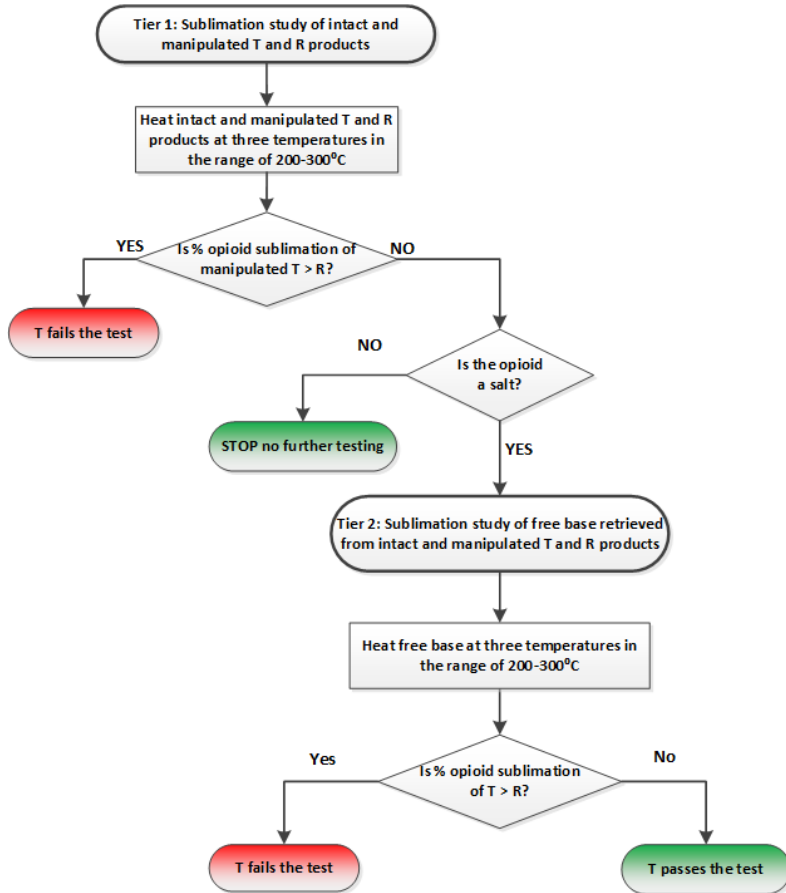 Tier 1: Sublimation study of intact and
manipulated T and R products
Heat intact and manipulated T and R
products at three temperatures in
the range of 200-300⁰C
YES
Is % opioid sublimation of
manipulated T > R?
NO
T fails the test
NO
Is the opioid
a salt?
STOP no further testing
YES
Tier 2: Sublimation study of free base retrieved
from intact and manipulated T and R products
Heat free base at three temperatures in
the range of 200-300⁰C
Yes
Is % opioid sublimation
of T > R?
No
T fails the test
T passes the test